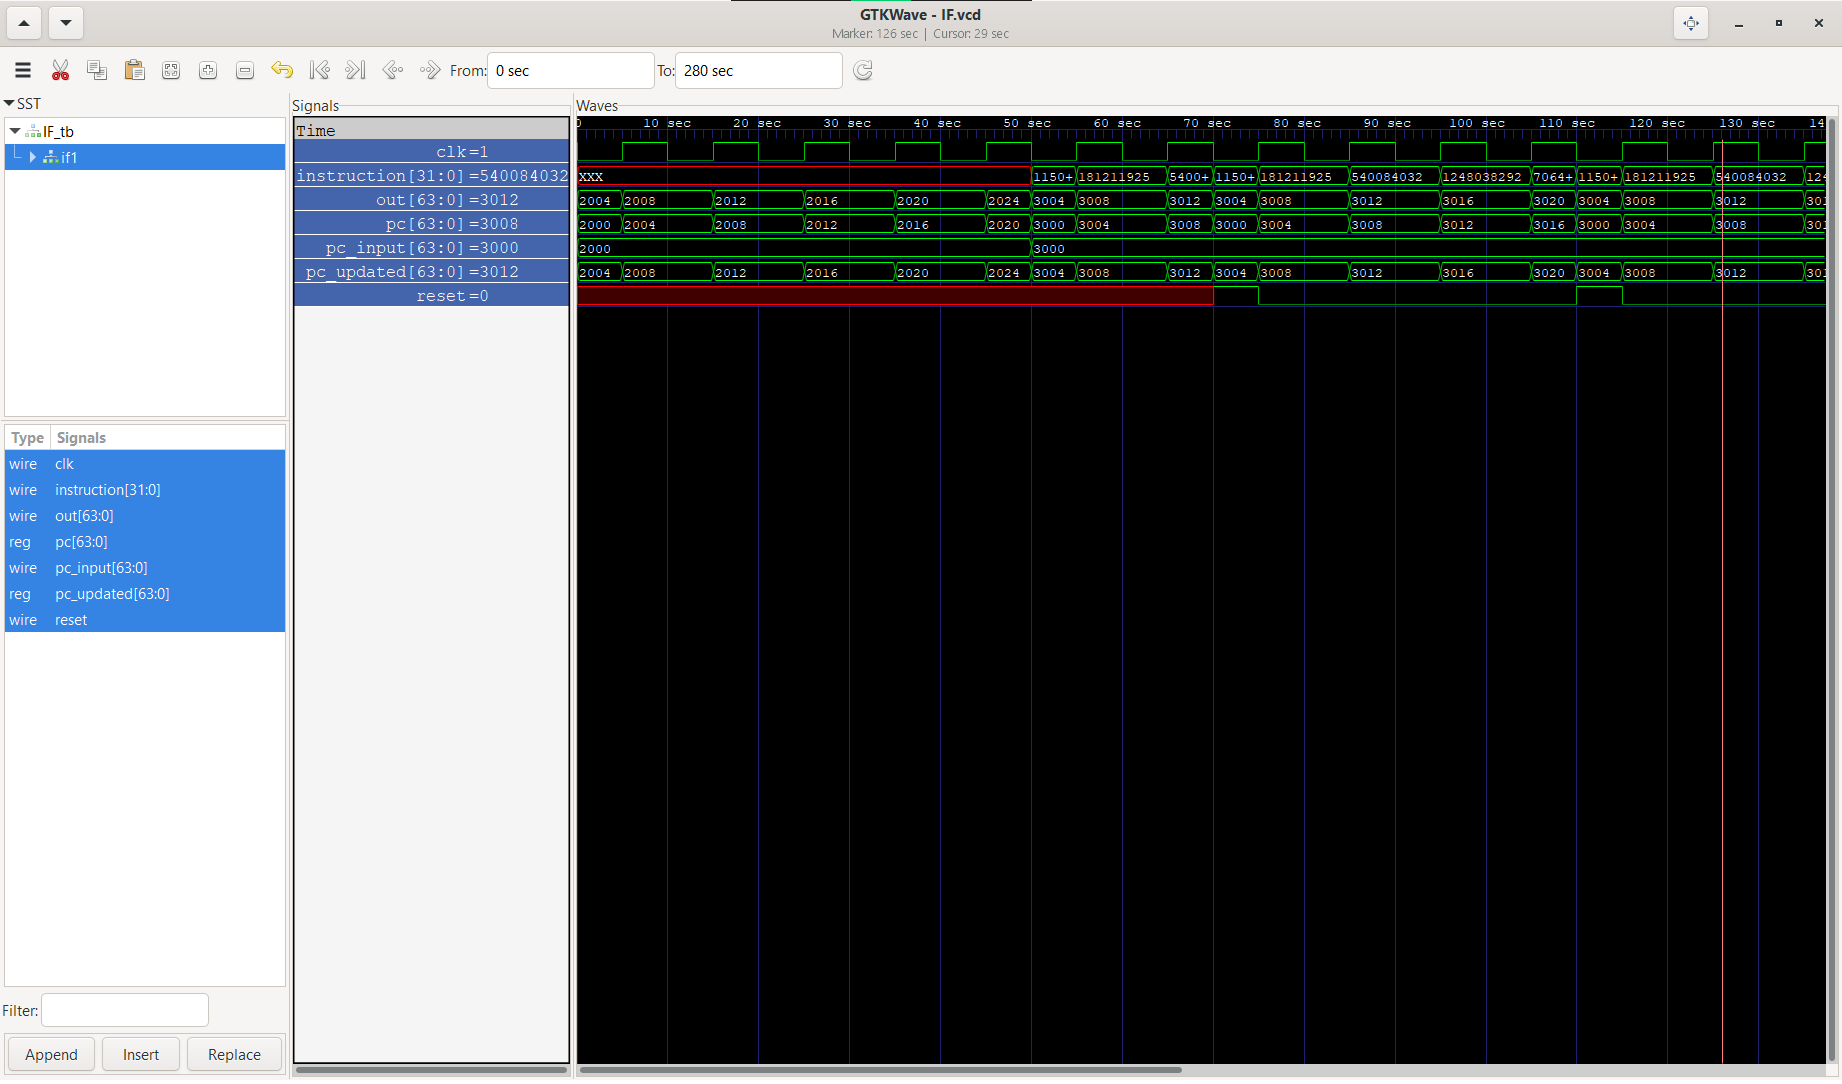 GTKWave - IF.vcd
Marker: 126 sec | Cursor: 29 sec
From: 0 sec To: 280 sec
SST
IF_tb
if1
Type Signals
wire clk
wire instruction[31:0]
wire out[63:0]
reg pc[63:0]
wire pc_input[63:0]
reg pc_updated[63:0]
wire reset
Filter:
Append Insert Replace
Signals
Time
clk=1
instruction[31:0]=540084032
out[63:0]=3012
pc[63:0]=3008
pc_input[63:0]=3000
pc_updated[63:0]=3012
reset=0
Waves
0 10 sec 20 sec 30 sec 40 sec 50 sec 60 sec 70 sec 80 sec 90 sec 100 sec 110 sec 120 sec 130 sec 14
XXX 1150+ 181211925 5400+ 1150+ 181211925 540084032 1248038292 7064+ 1150+ 181211925 540084032 124
2004 2008 2012 2016 2020 2024 3004 3008 3012 3004 3008 3012 3016 3020 3004 3008 3012 301
2000 2004 2008 2012 2016 2020 3000 3004 3008 3000 3004 3008 3012 3016 3000 3004 3008 301
2000 3000
2004 2008 2012 2016 2020 2024 3004 3008 3012 3004 3008 3012 3016 3020 3004 3008 3012 301